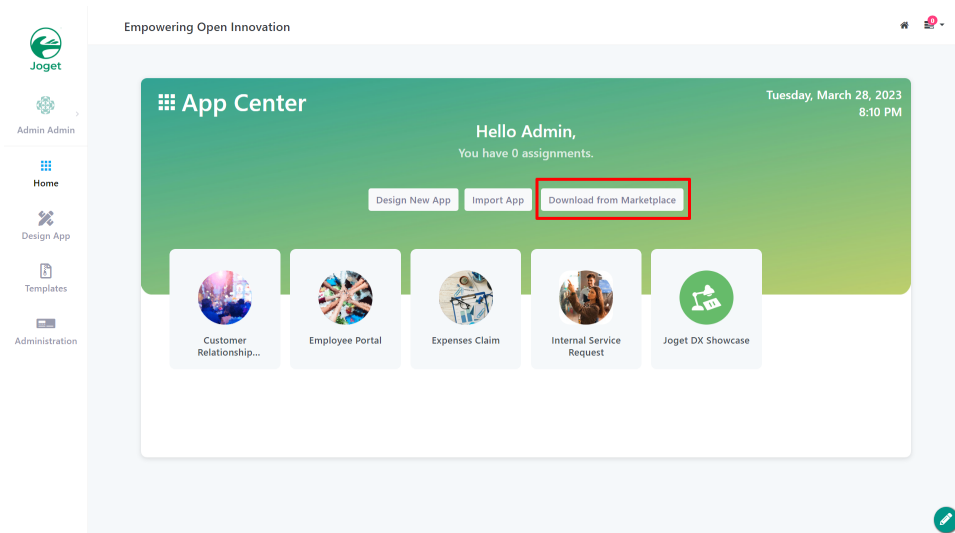 Empowering Open Innovation
0
Joget
Admin Admin
Home
Design App
Templates
Administration
App Center
Tuesday, March 28, 2023
8:10 PM
Hello Admin,
You have 0 assignments.
Design New App
Import App
Download from Marketplace
Customer
Relationship...
Employee Portal
Expenses Claim
Internal Service
Request
Joget DX Showcase